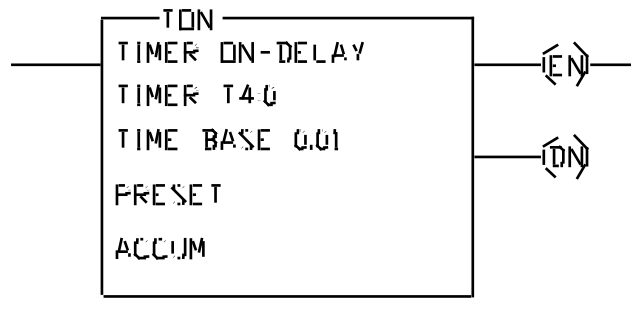 TON
TIMER ON-DELAY
(EN)
TIMER T4:0
TIME BASE 0.01
(DN)
PRESET
ACCUM